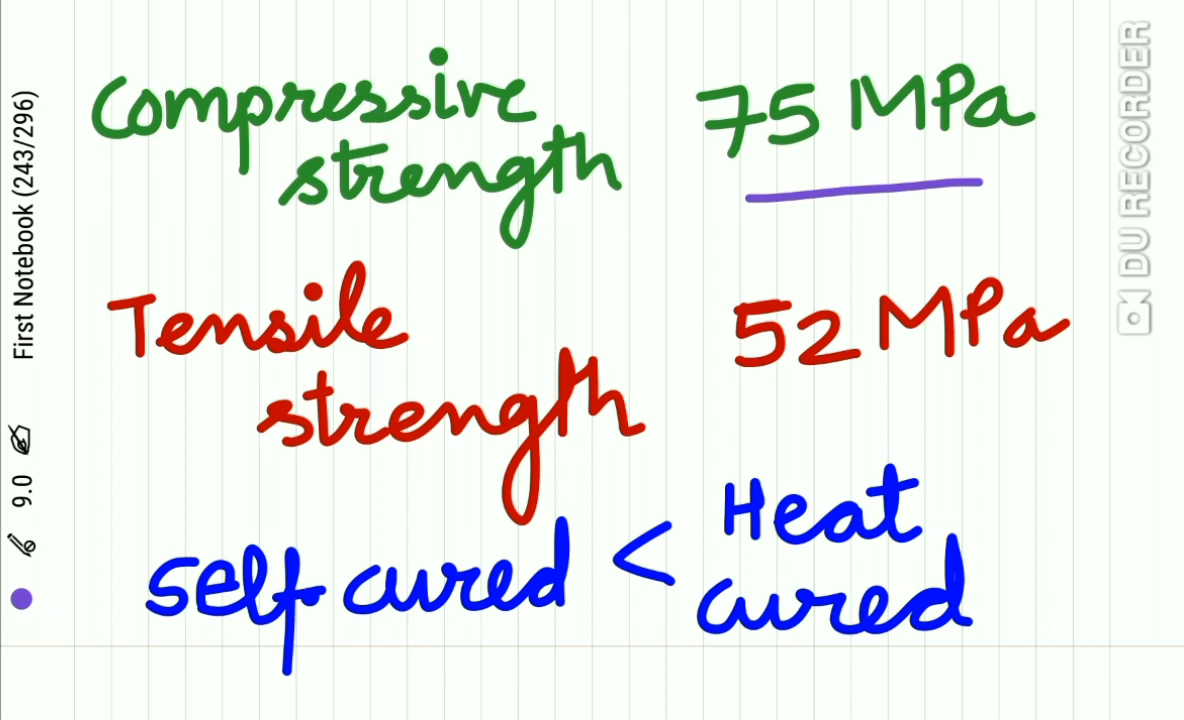 Compressive 75 MPa
strength
Tensile 52 MPa
strength
Self cured < Heat
cured
First Notebook (243/296)
9.0
DU RECORDER